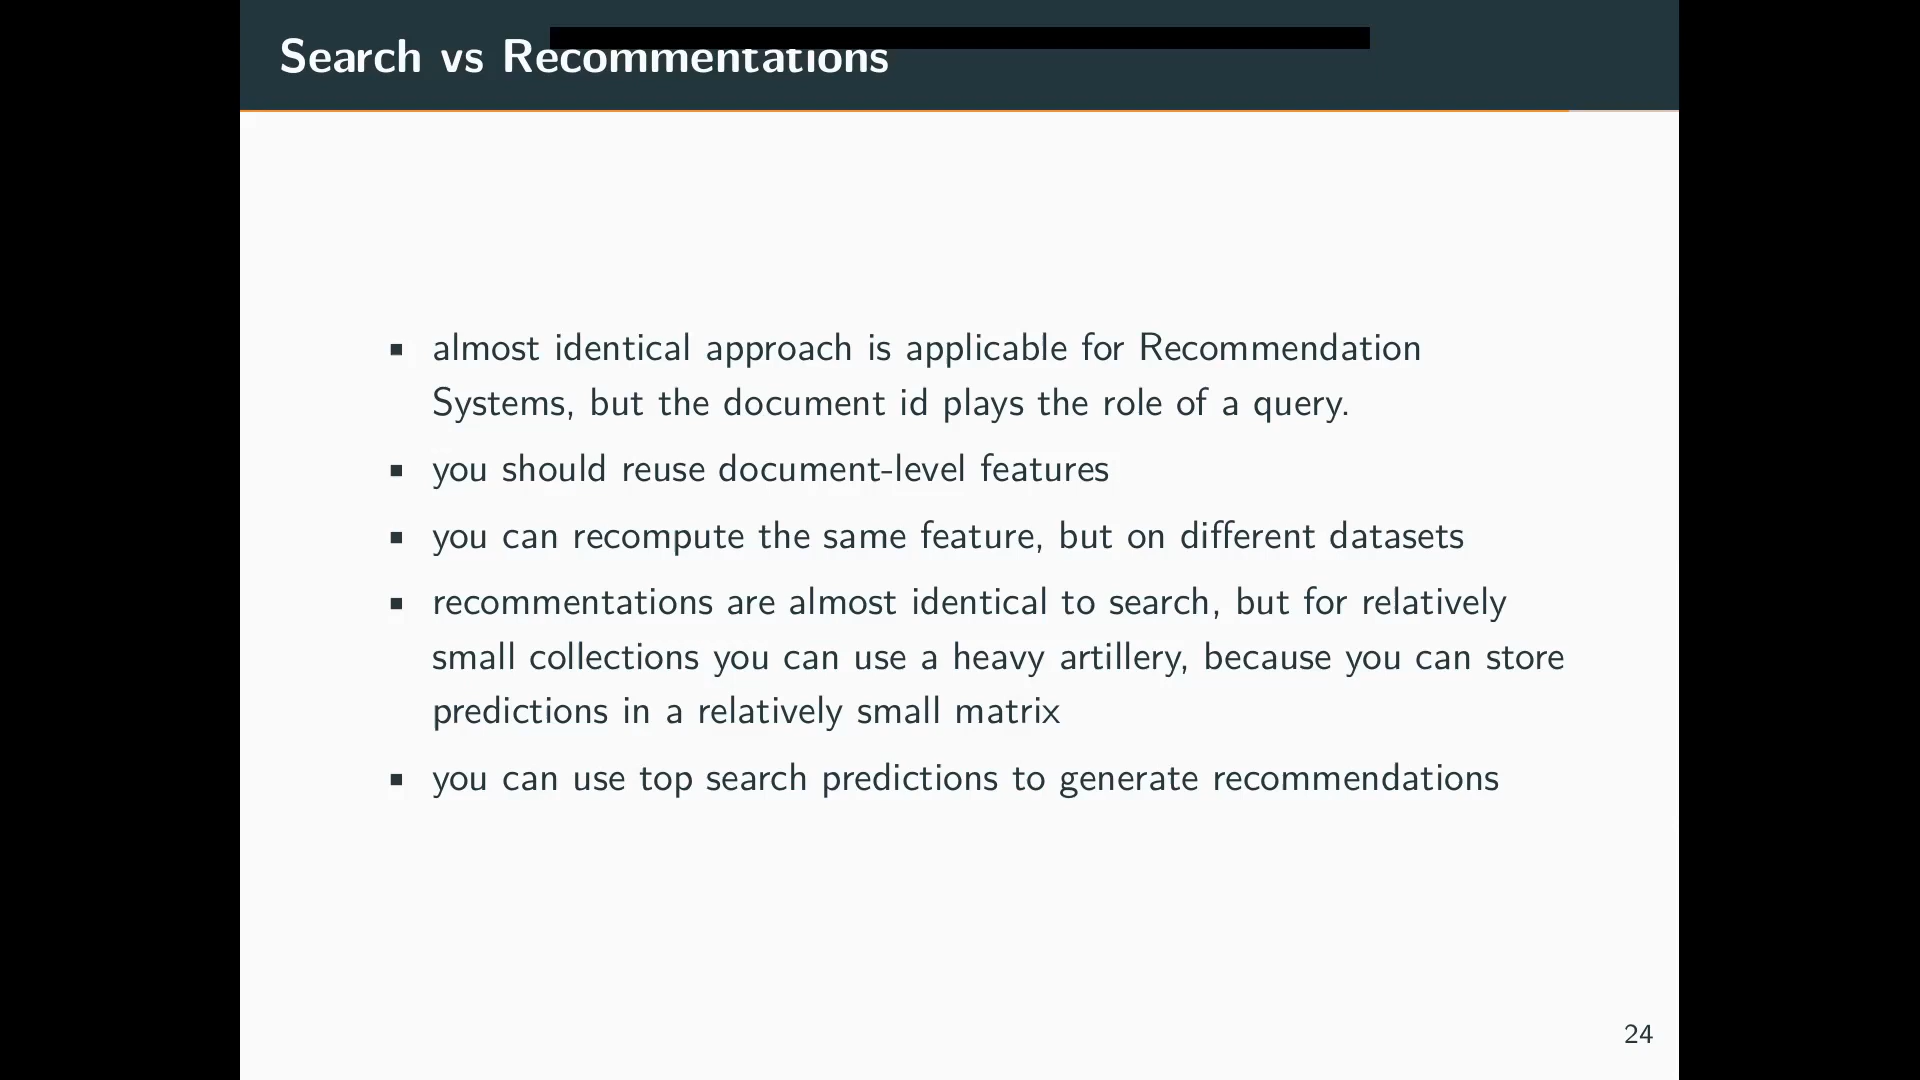 Search vs Recommentations
▪ almost identical approach is applicable for Recommendation
Systems, but the document id plays the role of a query.
▪ you should reuse document-level features
▪ you can recompute the same feature, but on different datasets
▪ recommentations are almost identical to search, but for relatively
small collections you can use a heavy artillery, because you can store
predictions in a relatively small matrix
▪ you can use top search predictions to generate recommendations
24